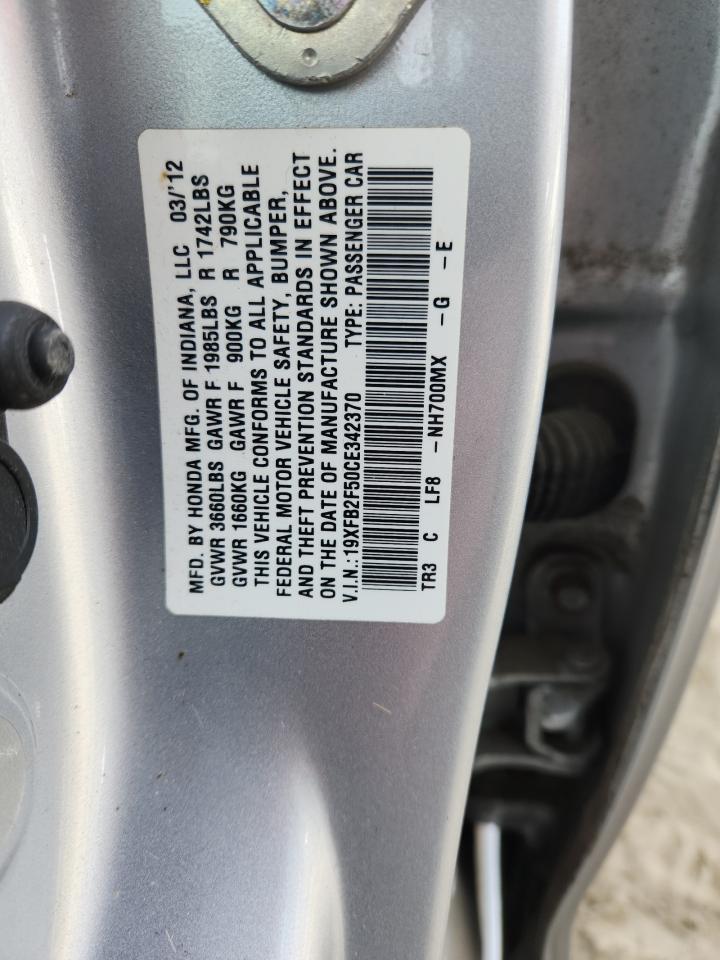 MFD. BY HONDA MFG. OF INDIANA, LLC 03/'12
GVWR 3660LBS GAWR F 1985LBS R 1742LBS
GVWR 1660KG GAWR F 900KG R 790KG
THIS VEHICLE CONFORMS TO ALL APPLICABLE
FEDERAL MOTOR VEHICLE SAFETY, BUMPER,
AND THEFT PREVENTION STANDARDS IN EFFECT
ON THE DATE OF MANUFACTURE SHOWN ABOVE.
V.I.N.:19XFB2F50CE342370 TYPE: PASSENGER CAR
TR3 C LF8 -NH700MX -G -E